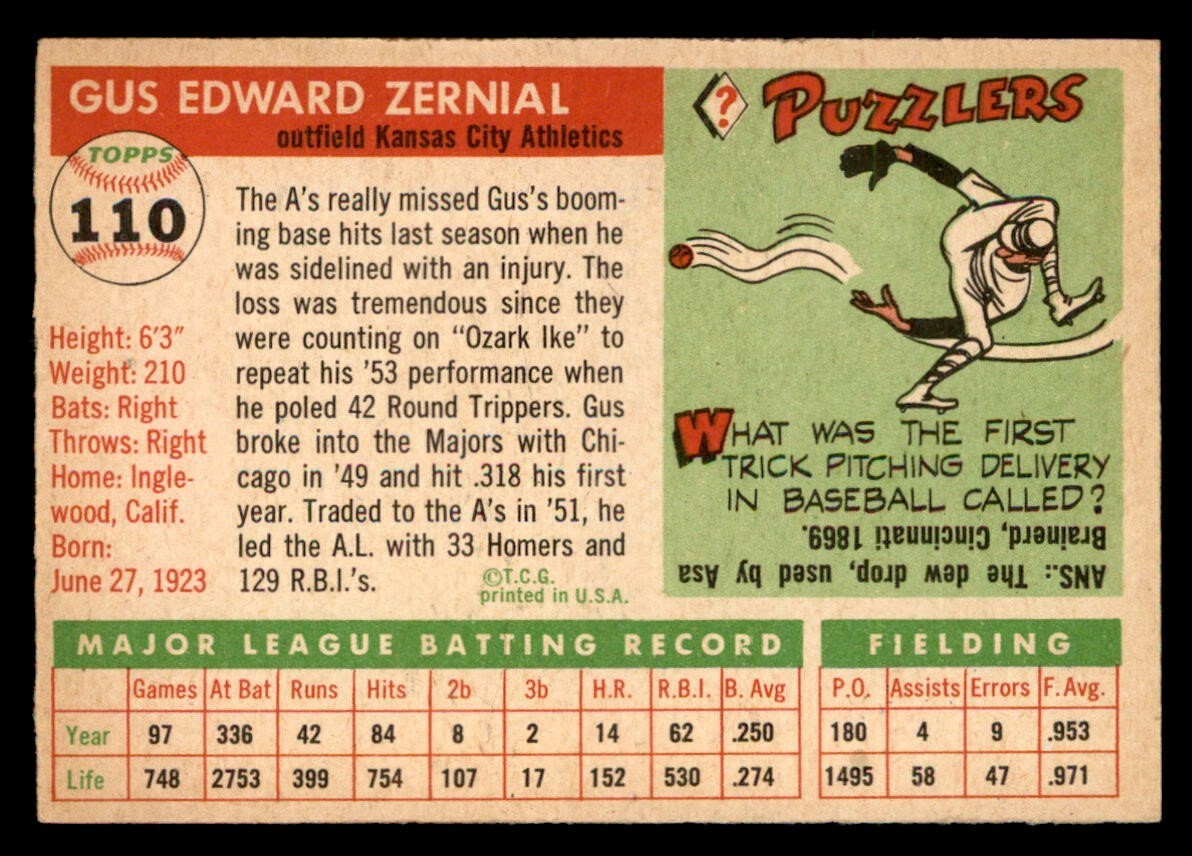 GUS EDWARD ZERNIAL
outfield Kansas City Athletics
TOPPS
110
Height: 6'3"
Weight: 210
Bats: Right
Throws: Right
Home: Ingle-
wood, Calif.
Born:
June 27, 1923
The A's really missed Gus's boom-
ing base hits last season when he
was sidelined with an injury. The
loss was tremendous since they
were counting on "Ozark Ike" to
repeat his '53 performance when
he poled 42 Round Trippers. Gus
broke into the Majors with Chi-
cago in '49 and hit .318 his first
year. Traded to the A's in '51, he
led the A.L. with 33 Homers and
129 R.B.I.'s.
©T.C.G.
printed in U.S.A.
? PUZZLERS
WHAT WAS THE FIRST
TRICK PITCHING DELIVERY
IN BASEBALL CALLED?
ANS.: The dew drop, used by Asa
Brainerd, Cincinnati 1869.
MAJOR LEAGUE BATTING RECORD
Games At Bat Runs Hits 2b 3b H.R. R.B.I. B. Avg
Year 97 336 42 84 8 2 14 62 .250
Life 748 2753 399 754 107 17 152 530 .274
FIELDING
P.O. Assists Errors F. Avg.
180 4 9 .953
1495 58 47 .971